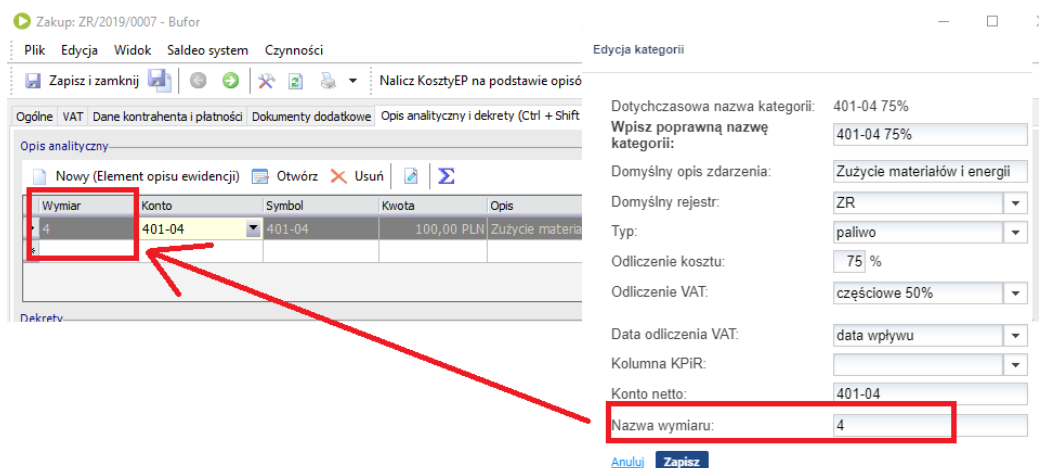 Zakup: ZR/2019/0007 - Bufor
Plik Edycja Widok Saldeo system Czynności
Zapisz i zamknij Nalicz KosztyEP na podstawie opisó
Ogólne VAT Dane kontrahenta i płatności Dokumenty dodatkowe Opis analityczny i dekrety (Ctrl + Shift
Opis analityczny
Nowy (Element opisu ewidencji) Otwórz Usuń
Wymiar Konto Symbol Kwota Opis
4 401-04 401-04 100,00 PLN Zużycie materia
Dekrety
Edycja kategorii
Dotychczasowa nazwa kategorii: 401-04 75%
Wpisz poprawną nazwę
kategorii: 401-04 75%
Domyślny opis zdarzenia: Zużycie materiałów i energii
Domyślny rejestr: ZR
Typ: paliwo
Odliczenie kosztu: 75 %
Odliczenie VAT: częściowe 50%
Data odliczenia VAT: data wpływu
Kolumna KPiR:
Konto netto: 401-04
Nazwa wymiaru: 4
Anuluj Zapisz